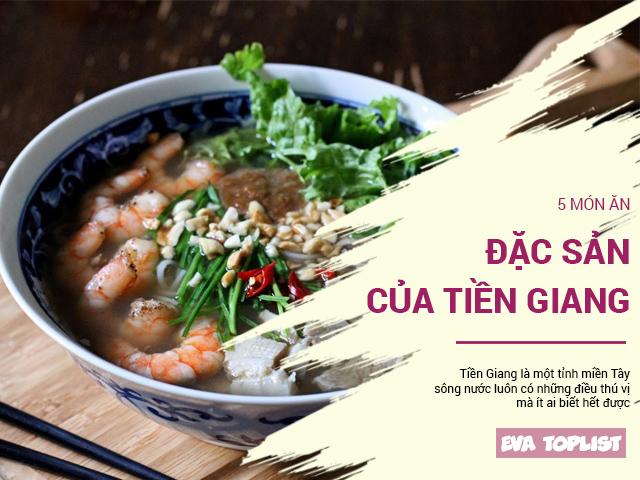 5 MÓN ĂN
ĐẶC SẢN
CỦA TIỀN GIANG
Tiền Giang là một tỉnh miền Tây
sông nước luôn có những điều thú vị
mà ít ai biết hết được
EVA TOPLIST